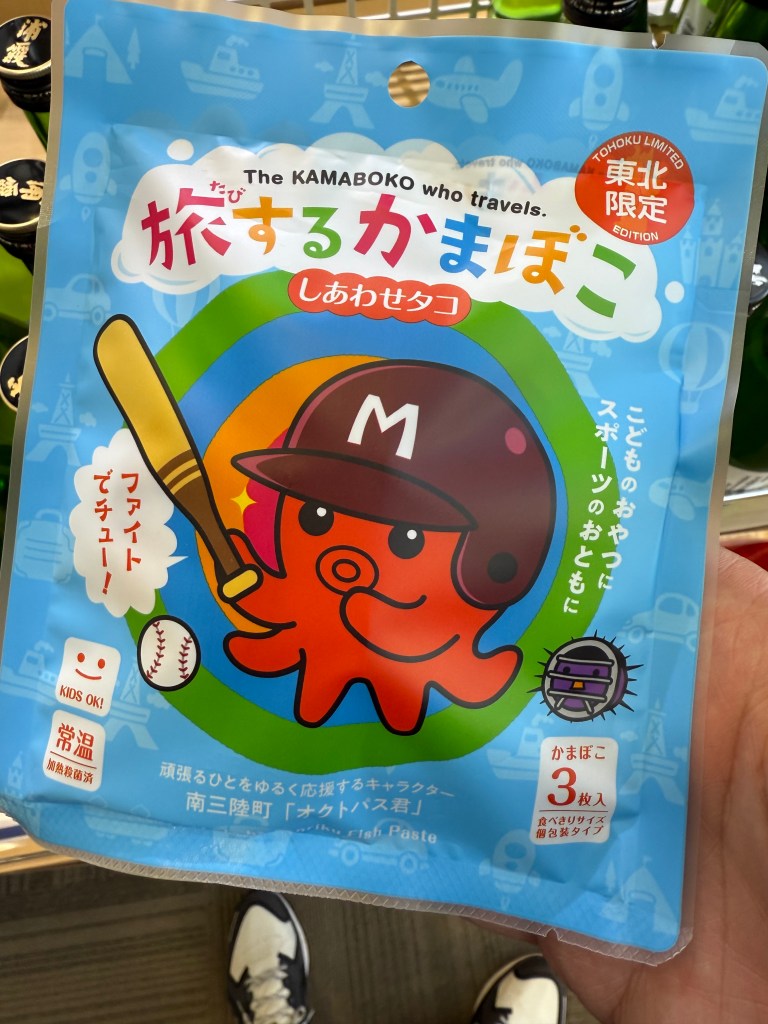 浦霞
The KAMABOKO who travels.
たび
旅するかまぼこ
しあわせタコ
TOHOKU LIMITED
東北
限定
EDITION
M
こどものおやつに
スポーツのおともに
ファイト
でチュー!
KIDS OK!
常温
加熱殺菌済
かまぼこ
3枚入
食べきりサイズ
個包装タイプ
頑張るひとをゆるく応援するキャラクター
南三陸町「オクトパス君」
Fish Paste